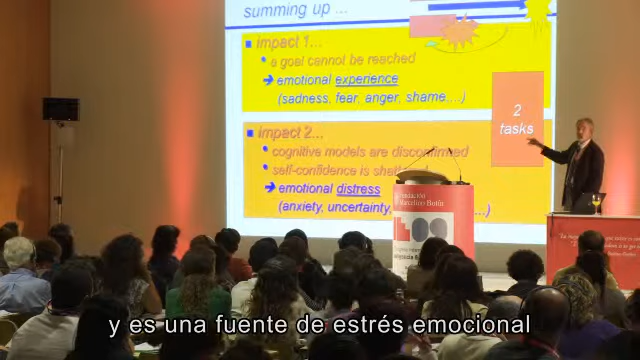 summing up ...
impact 1...
a goal cannot be reached
➔ emotional experience
(sadness, fear, anger, shame....)
2
tasks
impact 2...
cognitive models are disconfirmed
self-confidence is
➔ emotional distress
(anxiety, uncertainty, ...)
Fundación
Marcelino Botín
y es una fuente de estrés emocional